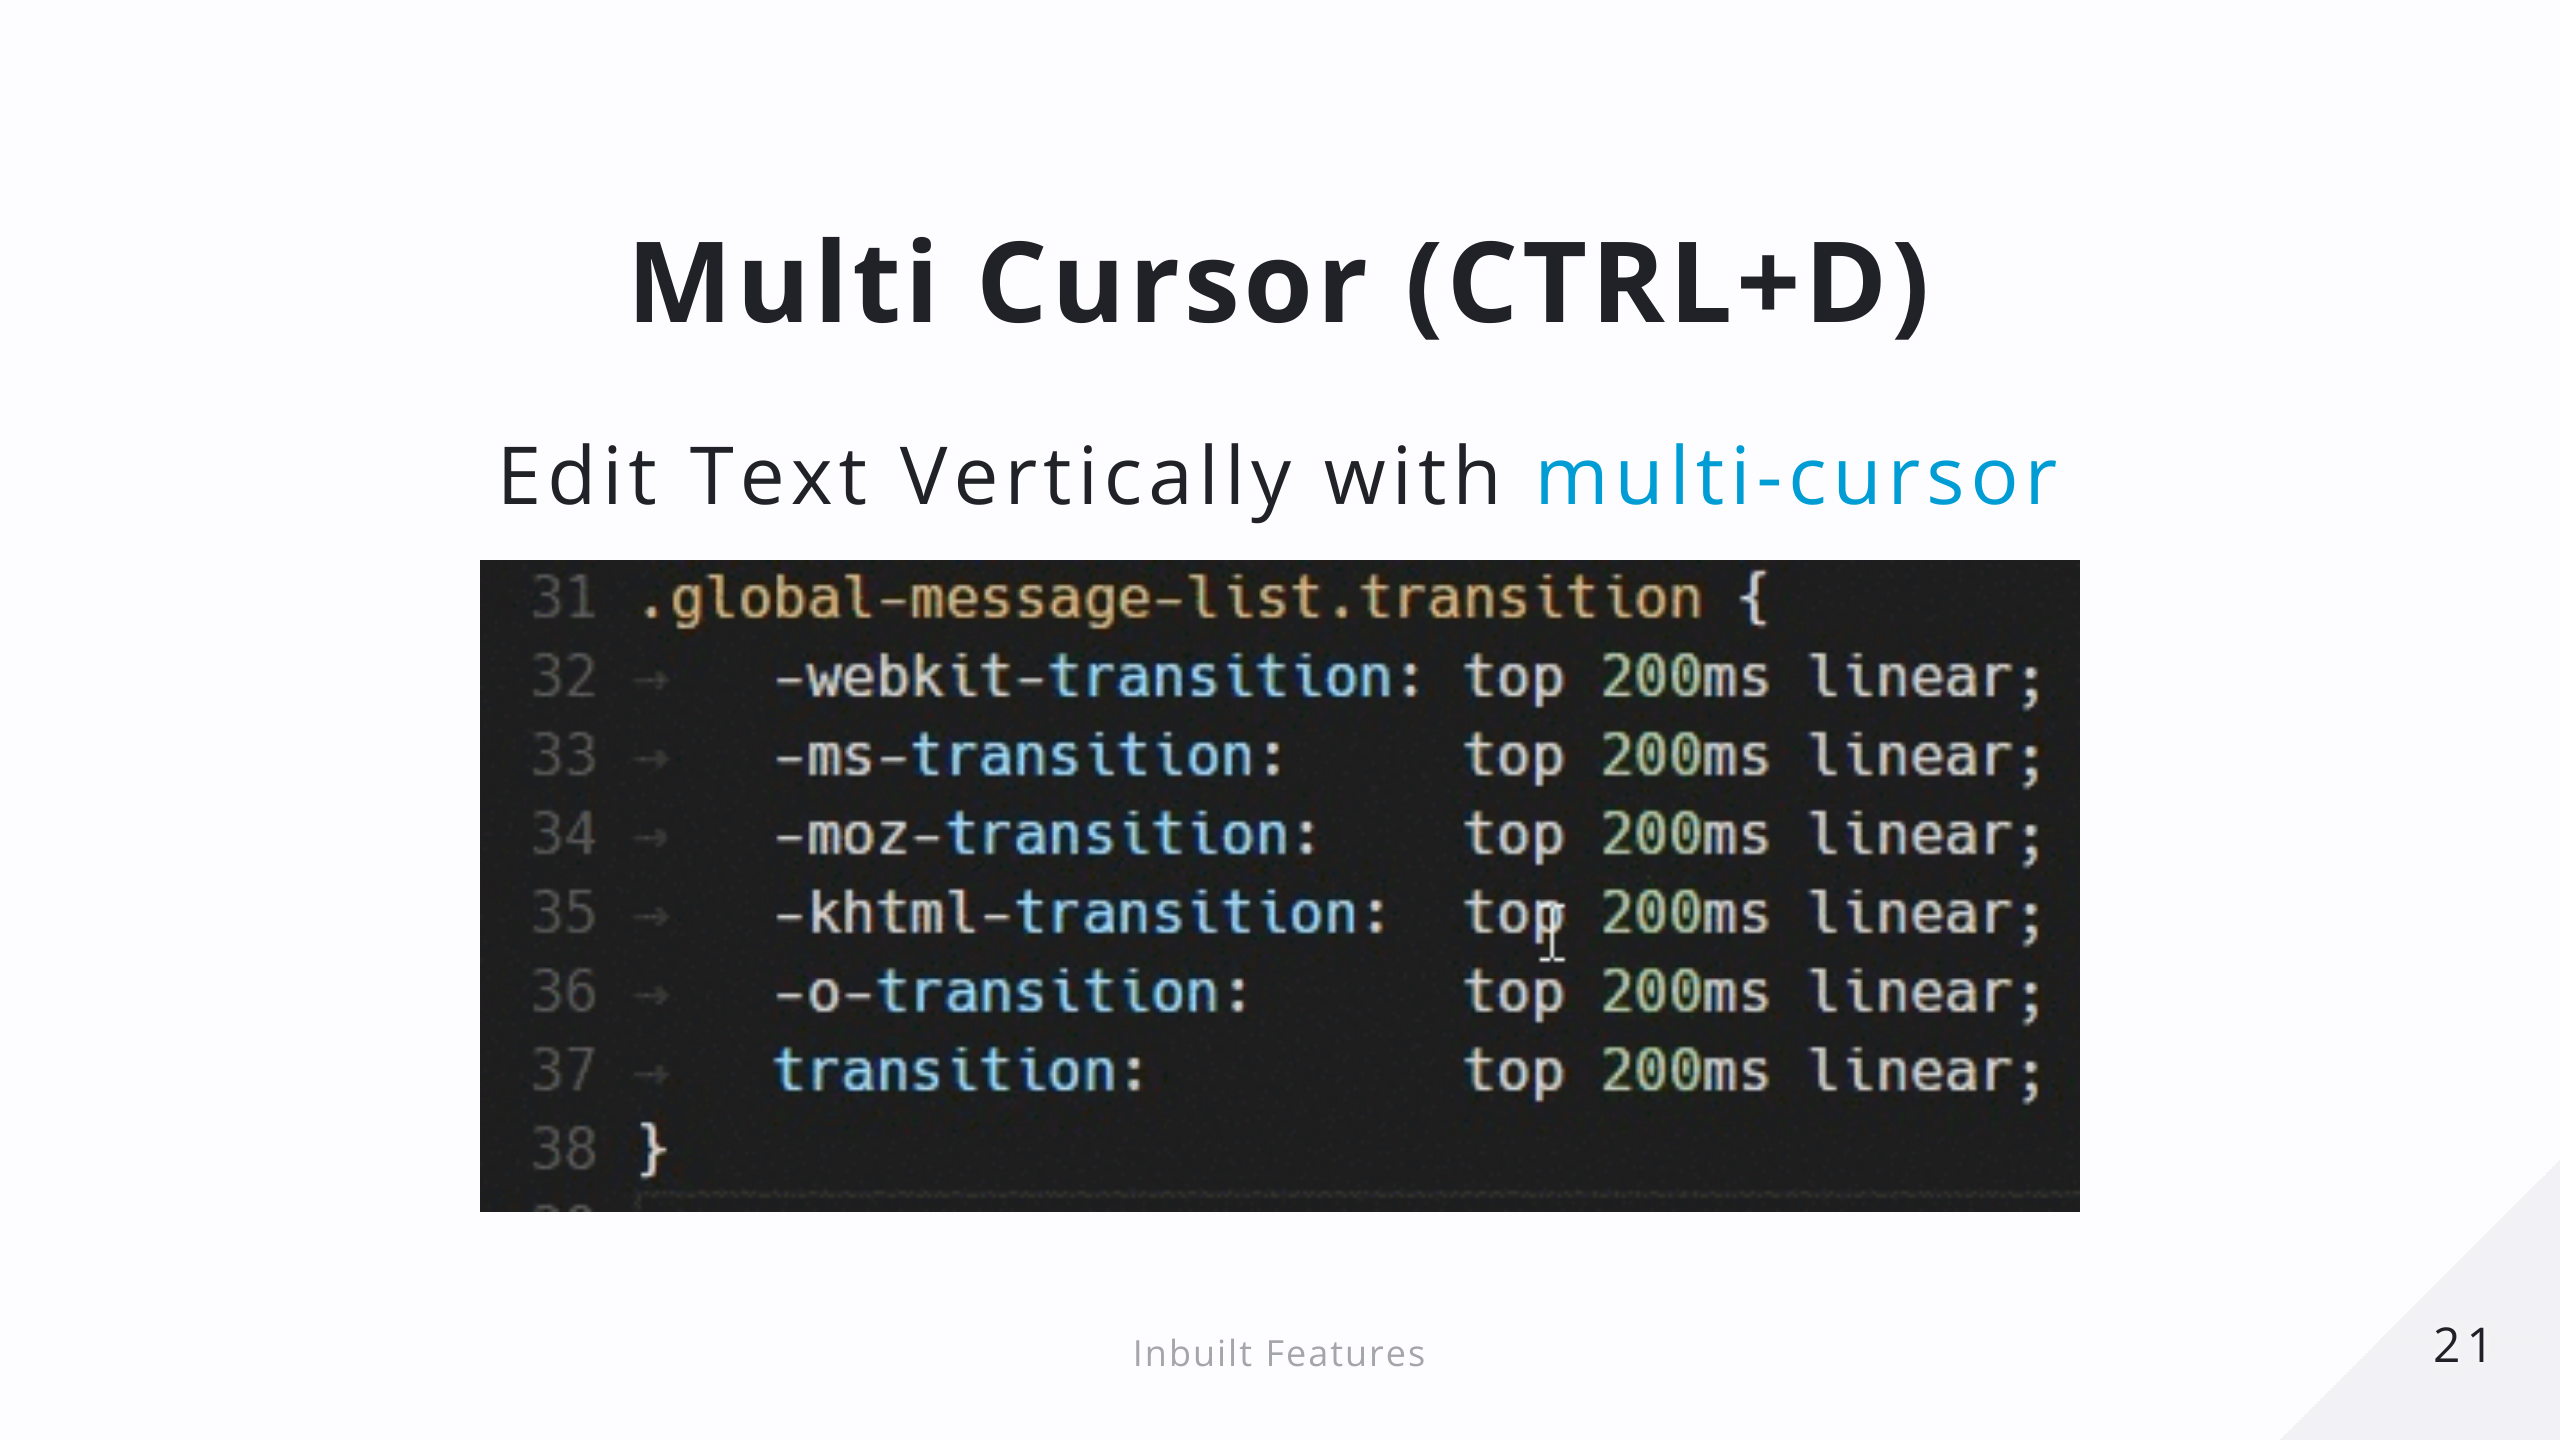 Multi Cursor (CTRL+D)
Edit Text Vertically with multi-cursor
31 .global-message-list.transition {
32 → -webkit-transition: top 200ms linear;
33 → -ms-transition: top 200ms linear;
34 → -moz-transition: top 200ms linear;
35 → -khtml-transition: top 200ms linear;
36 → -o-transition: top 200ms linear;
37 → transition: top 200ms linear;
38 }
Inbuilt Features
21